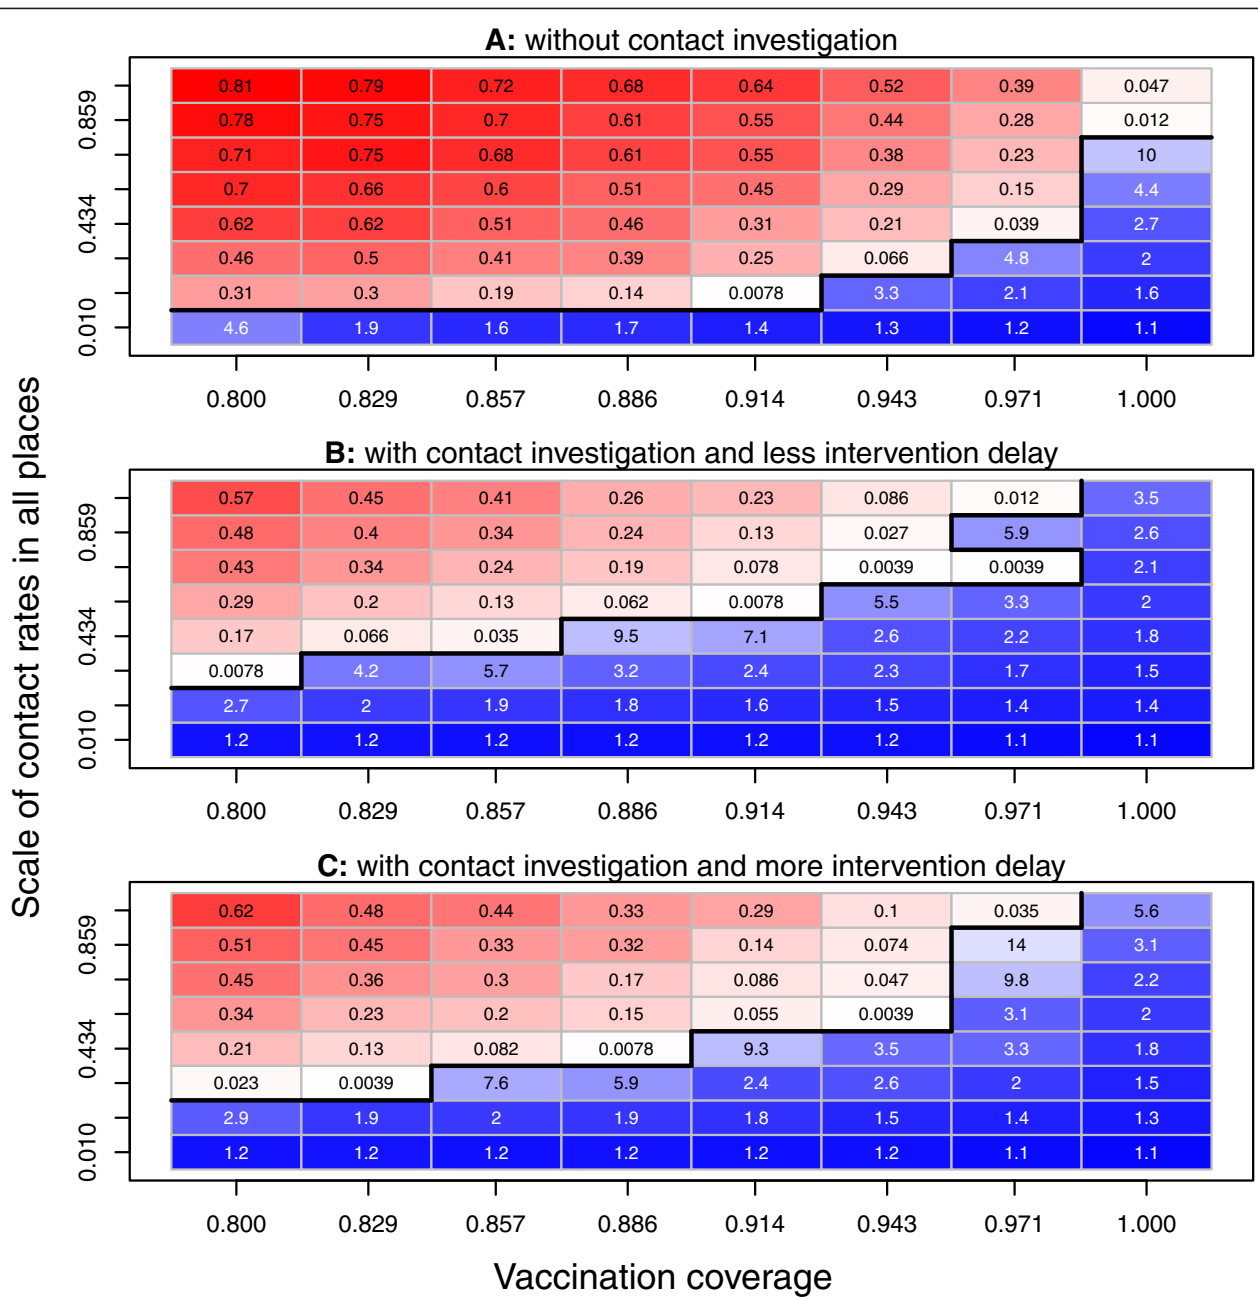 A: without contact investigation
0.81 0.79 0.72 0.68 0.64 0.52 0.39 0.047
0.859 0.78 0.75 0.7 0.61 0.55 0.44 0.28 0.012
0.71 0.75 0.68 0.61 0.55 0.38 0.23 10
0.7 0.66 0.6 0.51 0.45 0.29 0.15 4.4
0.434 0.62 0.62 0.51 0.46 0.31 0.21 0.039 2.7
0.46 0.5 0.41 0.39 0.25 0.066 4.8 2
0.31 0.3 0.19 0.14 0.0078 3.3 2.1 1.6
0.010 4.6 1.9 1.6 1.7 1.4 1.3 1.2 1.1
0.800 0.829 0.857 0.886 0.914 0.943 0.971 1.000
Scale of contact rates in all places
B: with contact investigation and less intervention delay
0.57 0.45 0.41 0.26 0.23 0.086 0.012 3.5
0.859 0.48 0.4 0.34 0.24 0.13 0.027 5.9 2.6
0.43 0.34 0.24 0.19 0.078 0.0039 0.0039 2.1
0.29 0.2 0.13 0.062 0.0078 5.5 3.3 2
0.434 0.17 0.066 0.035 9.5 7.1 2.6 2.2 1.8
0.0078 4.2 5.7 3.2 2.4 2.3 1.7 1.5
2.7 2 1.9 1.8 1.6 1.5 1.4 1.4
0.010 1.2 1.2 1.2 1.2 1.2 1.2 1.1 1.1
0.800 0.829 0.857 0.886 0.914 0.943 0.971 1.000
C: with contact investigation and more intervention delay
0.62 0.48 0.44 0.33 0.29 0.1 0.035 5.6
0.859 0.51 0.45 0.33 0.32 0.14 0.074 14 3.1
0.45 0.36 0.3 0.17 0.086 0.047 9.8 2.2
0.34 0.23 0.2 0.15 0.055 0.0039 3.1 2
0.434 0.21 0.13 0.082 0.0078 9.3 3.5 3.3 1.8
0.023 0.0039 7.6 5.9 2.4 2.6 2 1.5
2.9 1.9 2 1.9 1.8 1.5 1.4 1.3
0.010 1.2 1.2 1.2 1.2 1.2 1.2 1.1 1.1
0.800 0.829 0.857 0.886 0.914 0.943 0.971 1.000
Vaccination coverage